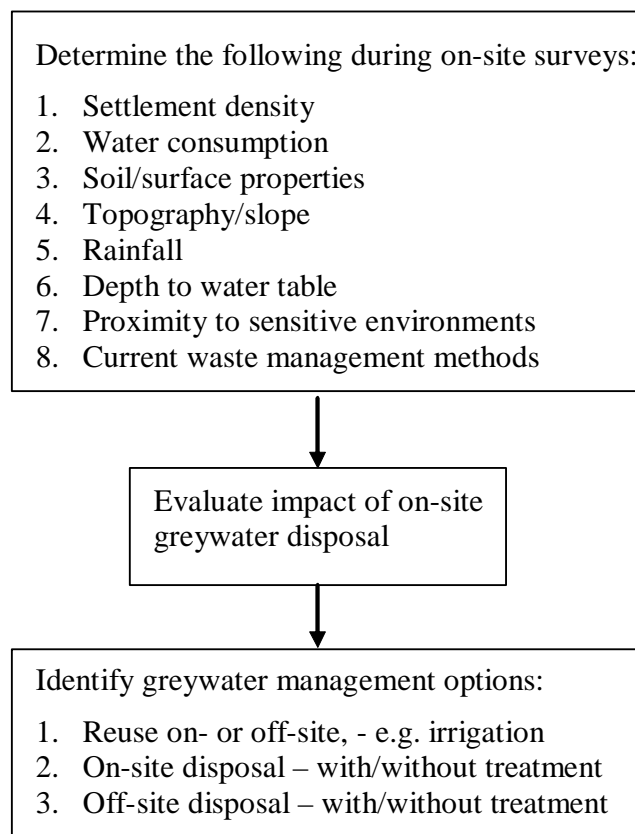 Determine the following during on-site surveys:
1. Settlement density
2. Water consumption
3. Soil/surface properties
4. Topography/slope
5. Rainfall
6. Depth to water table
7. Proximity to sensitive environments
8. Current waste management methods
Evaluate impact of on-site
greywater disposal
Identify greywater management options:
1. Reuse on- or off-site, - e.g. irrigation
2. On-site disposal – with/without treatment
3. Off-site disposal – with/without treatment